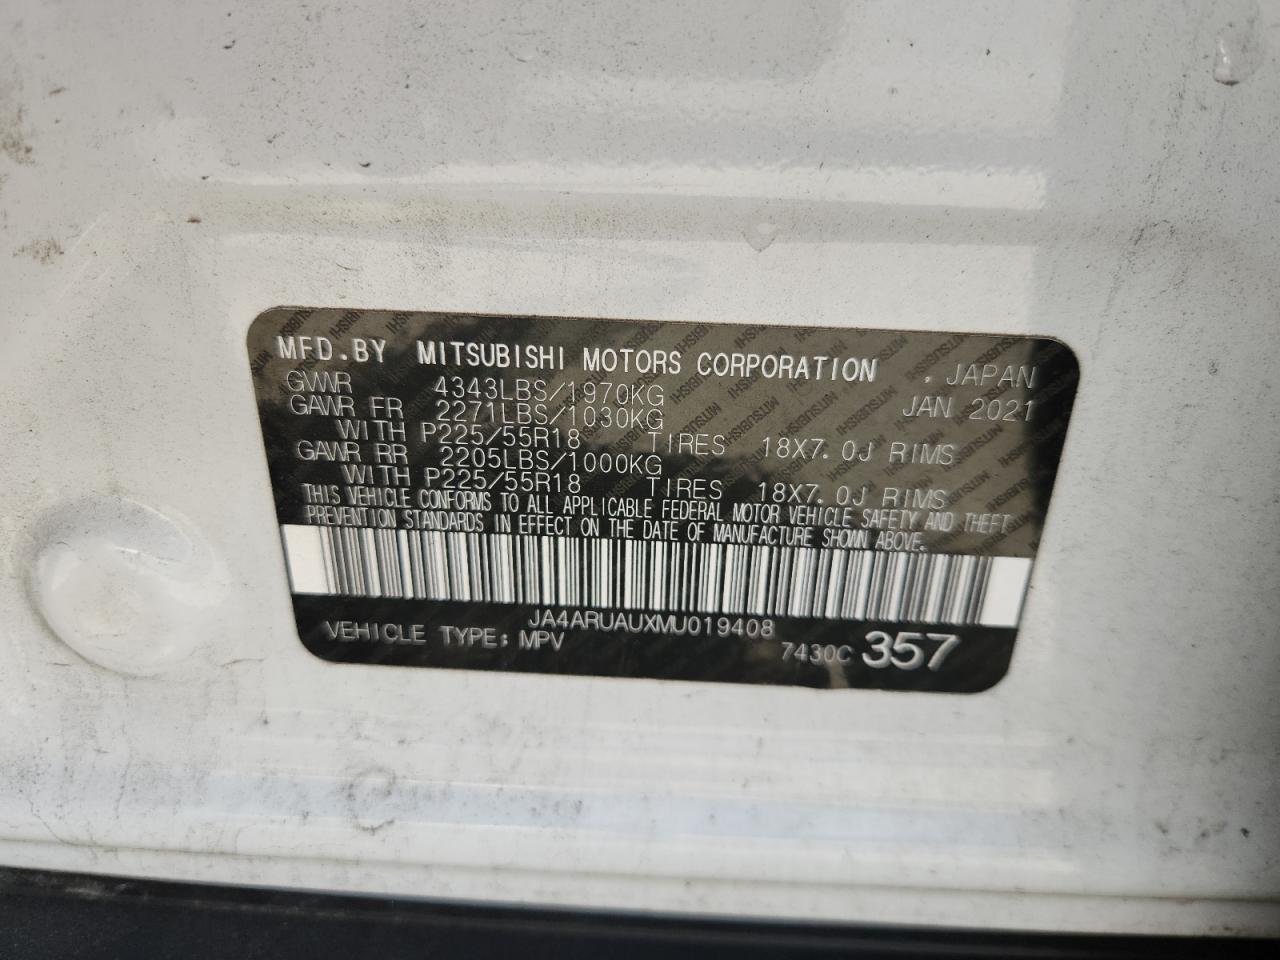 MFD.BY MITSUBISHI MOTORS CORPORATION . JAPAN
GVWR 4343LBS/1970KG JAN 2021
GAWR FR 2271LBS/1030KG
WITH P225/55R18 TIRES 18X7.0J RIMS
GAWR RR 2205LBS/1000KG
WITH P225/55R18 TIRES 18X7.0J RIMS
THIS VEHICLE CONFORMS TO ALL APPLICABLE FEDERAL MOTOR VEHICLE SAFETY AND THEFT
PREVENTION STANDARDS IN EFFECT ON THE DATE OF MANUFACTURE SHOWN ABOVE.
JA4ARUAUXMU019408
VEHICLE TYPE: MPV 7430C 357